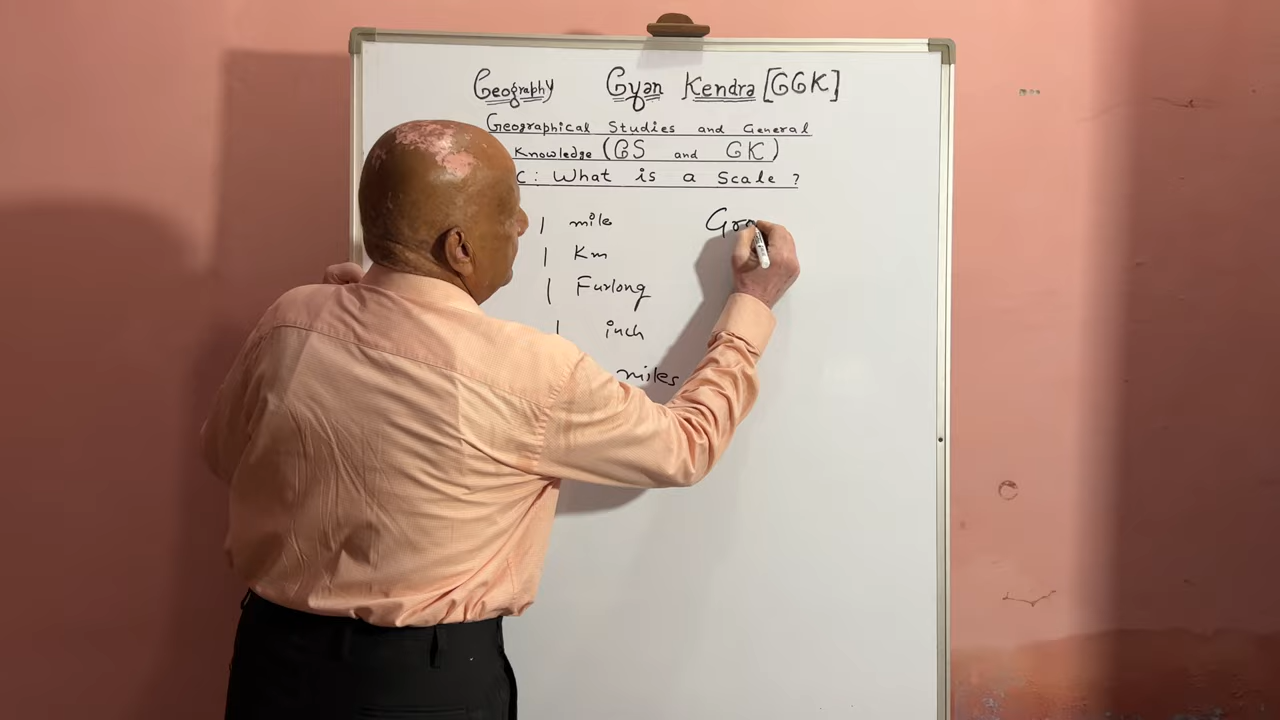 Geography Gyan Kendra [GGK]
Geographical Studies and General
Knowledge (GS and GK)
C: What is a Scale ?
1 mile
1 Km
1 Furlong
1 inch
miles
Gra